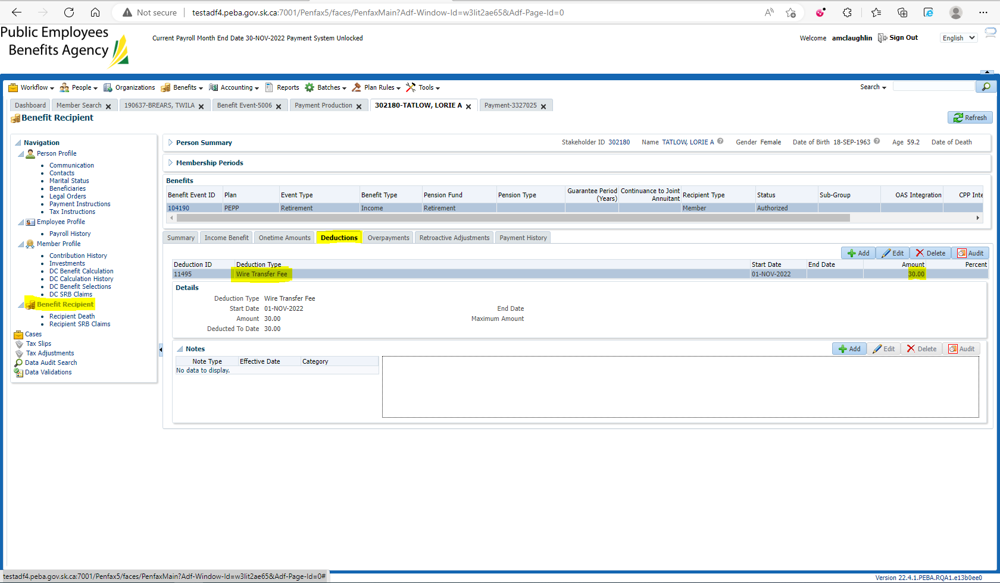 Not secure
testadf4.peba.gov.sk.ca:7001/Penfax5/faces/PenfaxMain?Adf-Window-Id=w3lit2ae65&Adf-Page-Id=0
Public Employees
Benefits Agency
Current Payroll Month End Date 30-NOV-2022 Payment System Unlocked
Welcome amclaughlin Sign Out English
Workflow People Organizations Benefits Accounting Reports Batches Plan Rules Tools Search
Dashboard Member Search 190637-BREARS, TWILA Benefit Event-5006 Payment Production 302180-TATLOW, LORIE A Payment-3327025
Benefit Recipient Refresh
Navigation
Person Profile
Communication
Contacts
Marital Status
Beneficiaries
Legal Orders
Payment Instructions
Tax Instructions
Employee Profile
Payroll History
Member Profile
Contribution History
Investments
DC Benefit Calculation
DC Calculation History
DC Benefit Selections
DC SRB Claims
Benefit Recipient
Recipient Death
Recipient SRB Claims
Cases
Tax Slips
Tax Adjustments
Data Audit Search
Data Validations
Person Summary Stakeholder ID 302180 Name TATLOW, LORIE A Gender Female Date of Birth 18-SEP-1963 Age 59.2 Date of Death
Membership Periods
Benefits
Benefit Event ID Plan Event Type Benefit Type Pension Fund Pension Type Guarantee Period (Years) Continuance to Joint Annuitant Recipient Type Status Sub-Group OAS Integration CPP Inte
104190 PEPP Retirement Income Retirement Member Authorized
Summary Income Benefit Onetime Amounts Deductions Overpayments Retroactive Adjustments Payment History
Add Edit Delete Audit
Deduction ID Deduction Type Start Date End Date Amount Percent
11495 Wire Transfer Fee 01-NOV-2022 30.00
Details
Deduction Type Wire Transfer Fee
Start Date 01-NOV-2022 End Date
Amount 30.00 Maximum Amount
Deducted To Date 30.00
Notes Add Edit Delete Audit
Note Type Effective Date Category
No data to display.
testadf4.peba.gov.sk.ca:7001/Penfax5/faces/PenfaxMain?Adf-Window-Id=w3lit2ae65&Adf-Page-Id=0#
Version 22.4.1.PEBA.RQA1.e13b0ee0